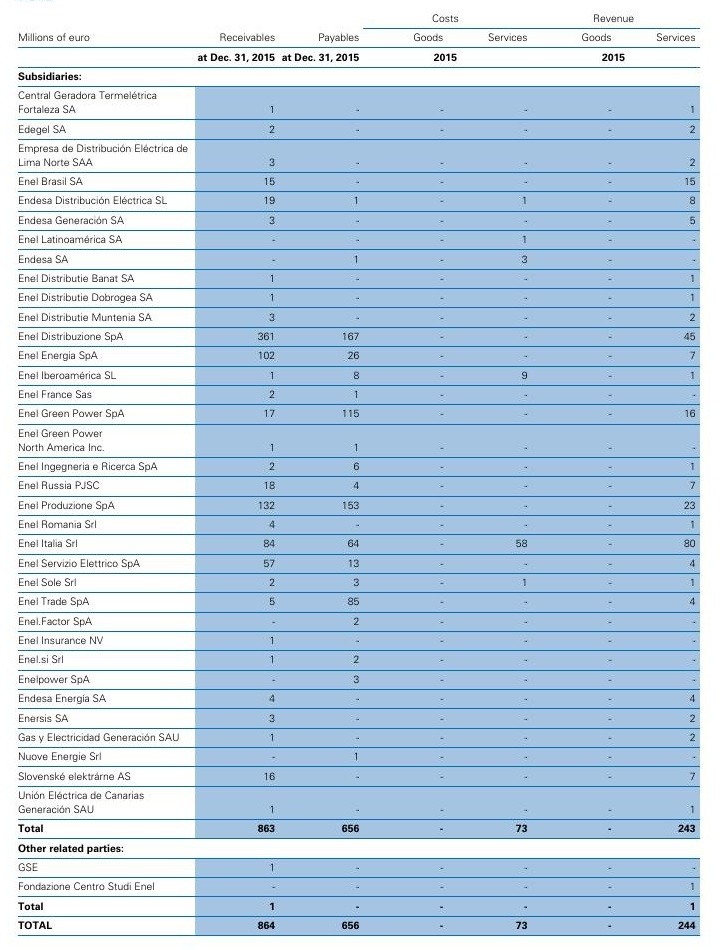 Costs Revenue
Millions of euro Receivables Payables Goods Services Goods Services
at Dec. 31, 2015 at Dec. 31, 2015 2015 2015
Subsidiaries:
Central Geradora Termelétrica
Fortaleza SA 1 - - - - 1
Edegel SA 2 - - - - 2
Empresa de Distribución Eléctrica de
Lima Norte SAA 3 - - - - 2
Enel Brasil SA 15 - - - - 15
Endesa Distribución Eléctrica SL 19 1 - 1 - 8
Endesa Generación SA 3 - - - - 5
Enel Latinoamérica SA - - - 1 - -
Endesa SA - 1 - 3 - -
Enel Distributie Banat SA 1 - - - - 1
Enel Distributie Dobrogea SA 1 - - - - 1
Enel Distributie Muntenia SA 3 - - - - 2
Enel Distribuzione SpA 361 167 - - - 45
Enel Energia SpA 102 26 - - - 7
Enel Iberoamérica SL 1 8 - 9 - 1
Enel France Sas 2 1 - - - -
Enel Green Power SpA 17 115 - - - 16
Enel Green Power
North America Inc. 1 1 - - - -
Enel Ingegneria e Ricerca SpA 2 6 - - - 1
Enel Russia PJSC 18 4 - - - 7
Enel Produzione SpA 132 153 - - - 23
Enel Romania Srl 4 - - - - 1
Enel Italia Srl 84 64 - 58 - 80
Enel Servizio Elettrico SpA 57 13 - - - 4
Enel Sole Srl 2 3 - 1 - 1
Enel Trade SpA 5 85 - - - 4
Enel.Factor SpA - 2 - - - -
Enel Insurance NV 1 - - - - -
Enel.si Srl 1 2 - - - -
Enelpower SpA - 3 - - - -
Endesa Energía SA 4 - - - - 4
Enersis SA 3 - - - - 2
Gas y Electricidad Generación SAU 1 - - - - 2
Nuove Energie Srl - 1 - - - -
Slovenské elektrárne AS 16 - - - - 7
Unión Eléctrica de Canarias
Generación SAU 1 - - - - 1
Total 863 656 - 73 - 243
Other related parties:
GSE 1 - - - - -
Fondazione Centro Studi Enel - - - - - 1
Total 1 - - - - 1
TOTAL 864 656 - 73 - 244